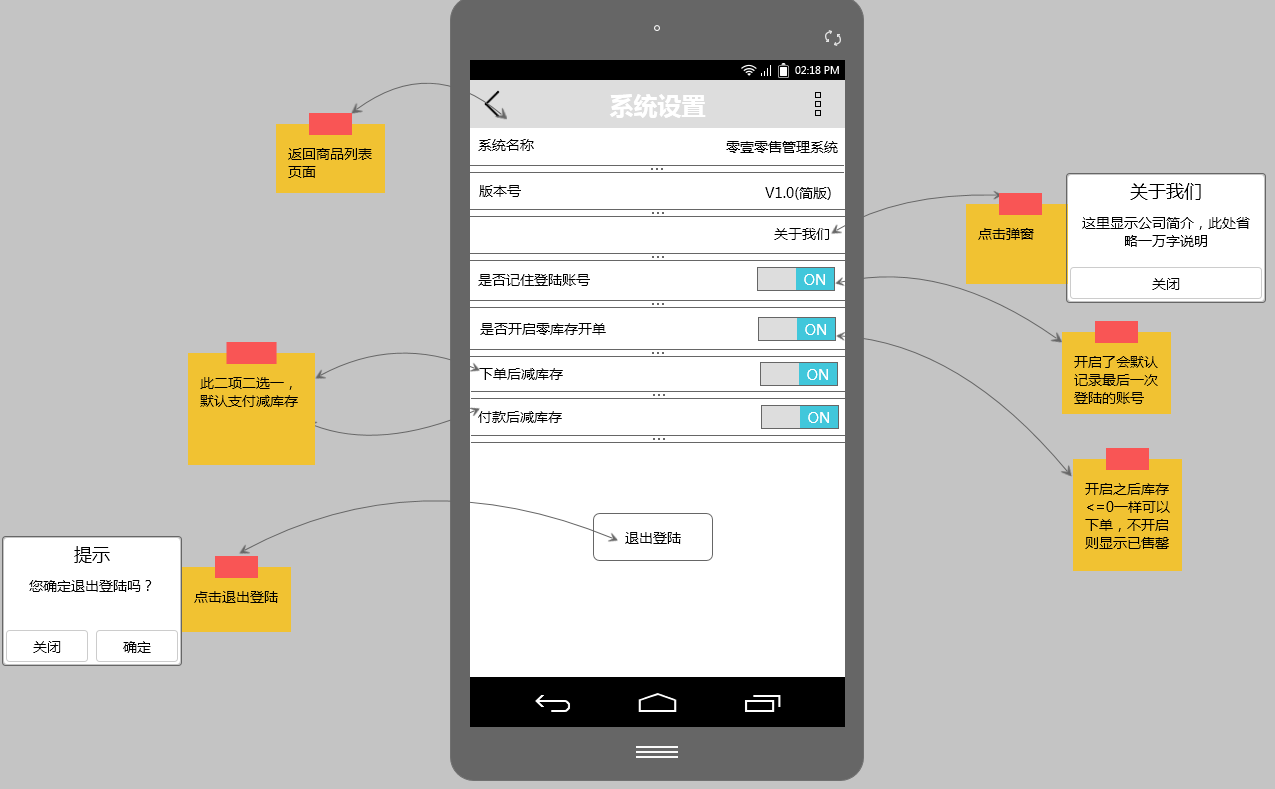 02:18 PM
系统设置
系统名称
零壹零售管理系统
版本号
V1.0(简版)
关于我们
是否记住登陆账号
ON
是否开启零库存开单
ON
下单后减库存
ON
付款后减库存
ON
退出登陆
返回商品列表
页面
此二项二选一，
默认支付减库存
点击退出登陆
提示
您确定退出登陆吗？
关闭
确定
点击弹窗
关于我们
这里显示公司简介，此处省
略一万字说明
关闭
开启了会默认
记录最后一次
登陆的账号
开启之后库存
<=0一样可以
下单，不开启
则显示已售罄